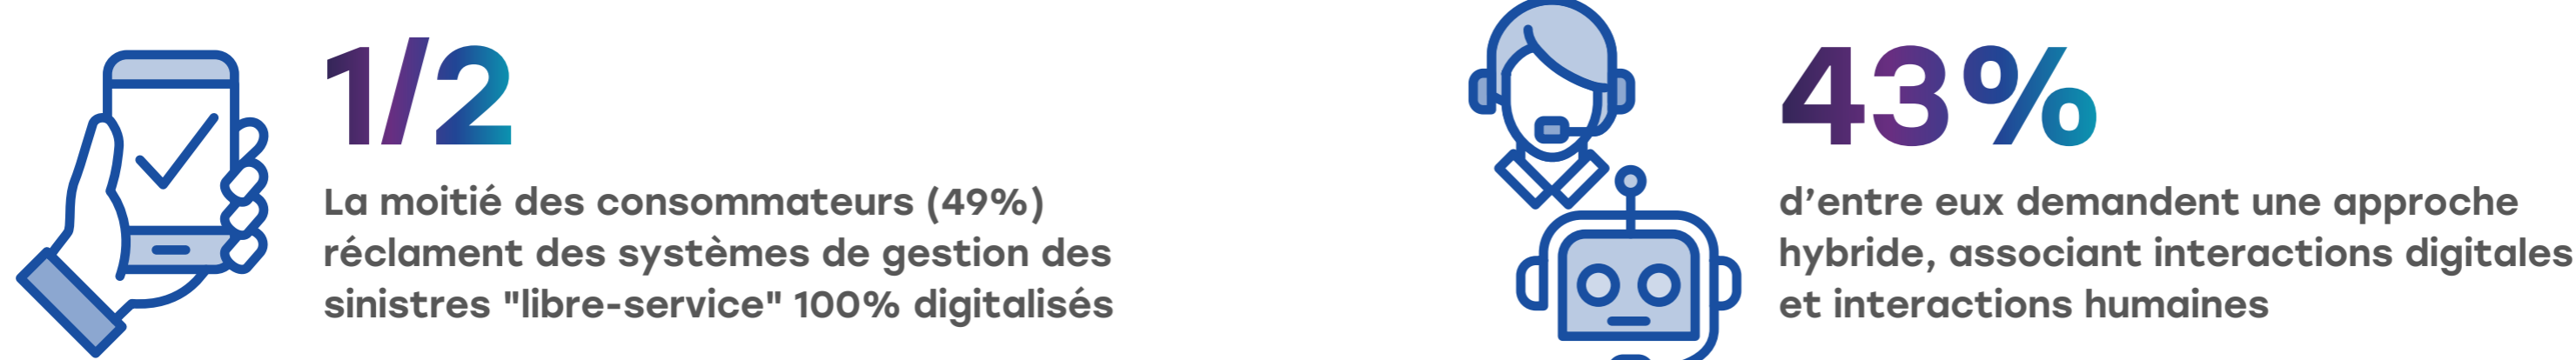 1/2
La moitié des consommateurs (49%)
réclament des systèmes de gestion des
sinistres "libre-service" 100% digitalisés
43%
d’entre eux demandent une approche
hybride, associant interactions digitales
et interactions humaines